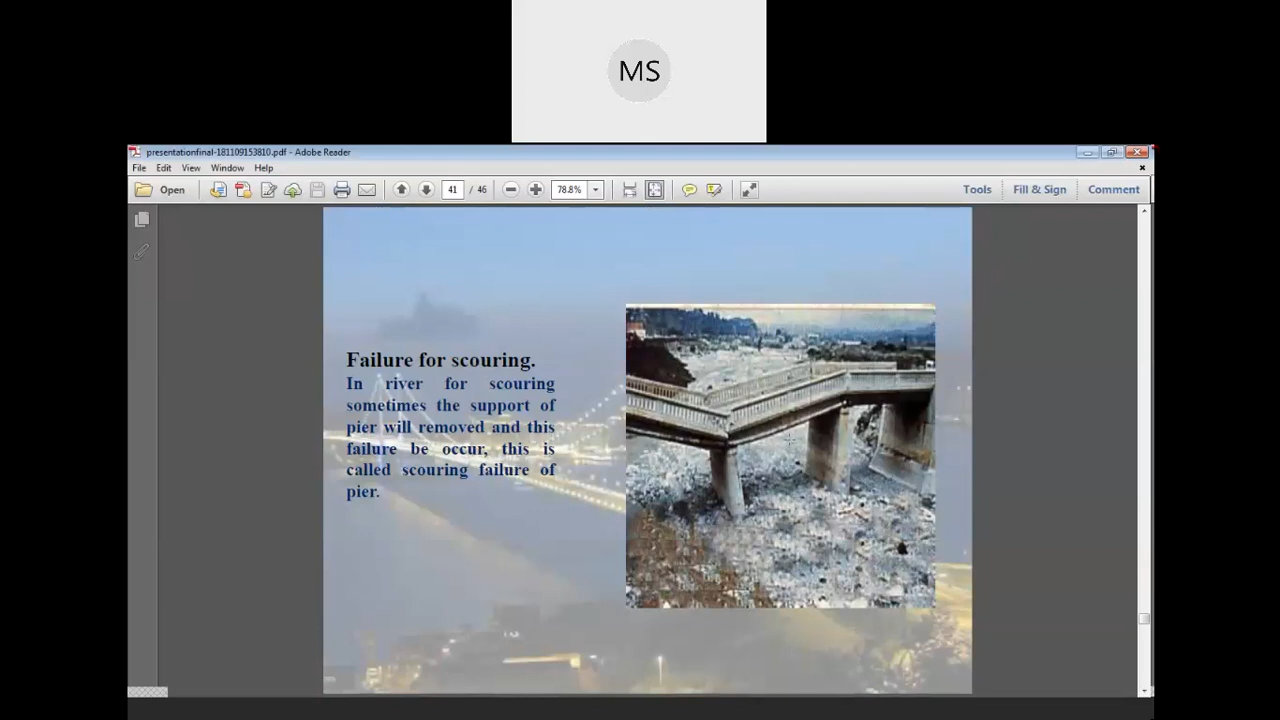 MS
presentationfinal-181109153810.pdf - Adobe Reader
File Edit View Window Help
Open 41 / 46 78.8% Tools Fill & Sign Comment
Failure for scouring.
In river for scouring
sometimes the support of
pier will removed and this
failure be occur, this is
called scouring failure of
pier.